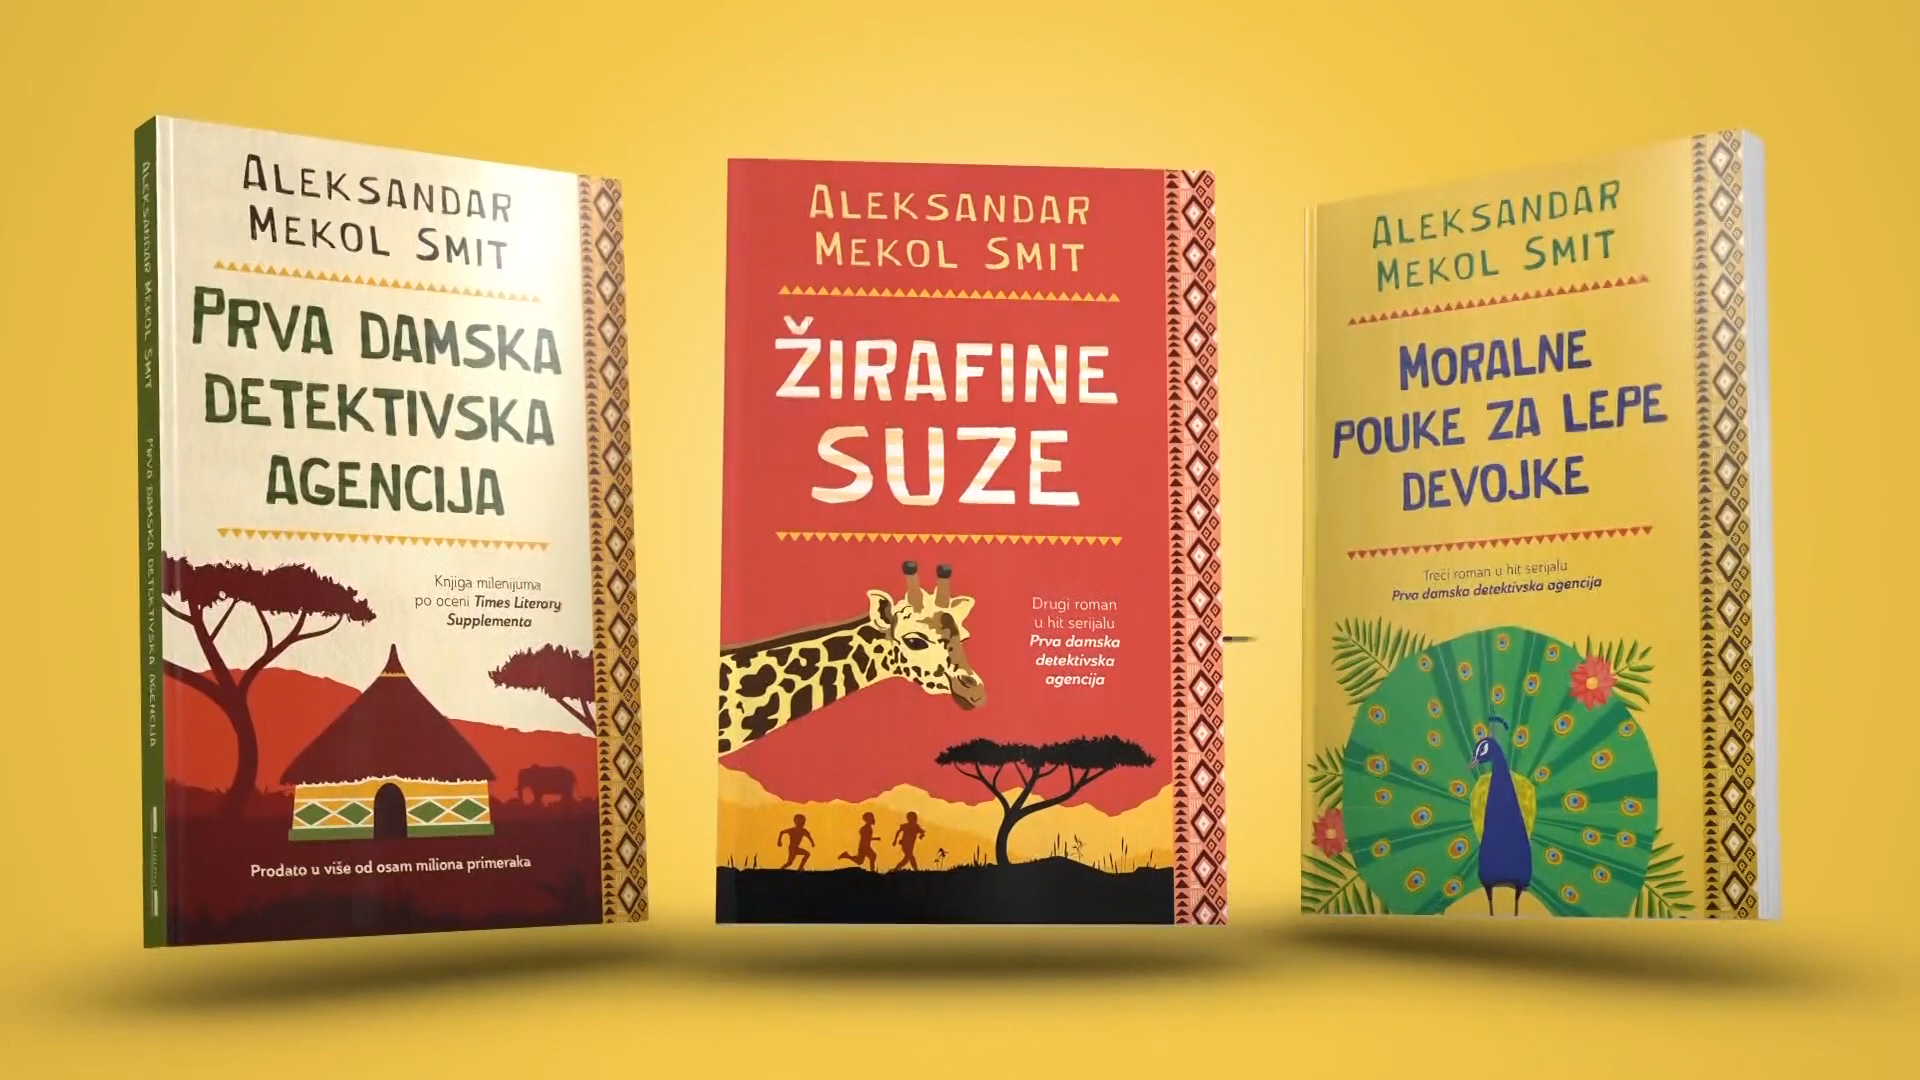 ALEKSANDAR MEKOL SMIT PRVA DAMSKA DETEKTIVSKA AGENCIJA
ALEKSANDAR
MEKOL SMIT
PRVA DAMSKA
DETEKTIVSKA
AGENCIJA
Knjiga milenijuma
po oceni Times Literary
Supplementa
Prodato u više od osam miliona primeraka
ALEKSANDAR
MEKOL SMIT
ŽIRAFINE
SUZE
Drugi roman
u hit serijalu
Prva damska
detektivska
agencija
ALEKSANDAR
MEKOL SMIT
MORALNE
POUKE ZA LEPE
DEVOJKE
Treći roman u hit serijalu
Prva damska detektivska agencija